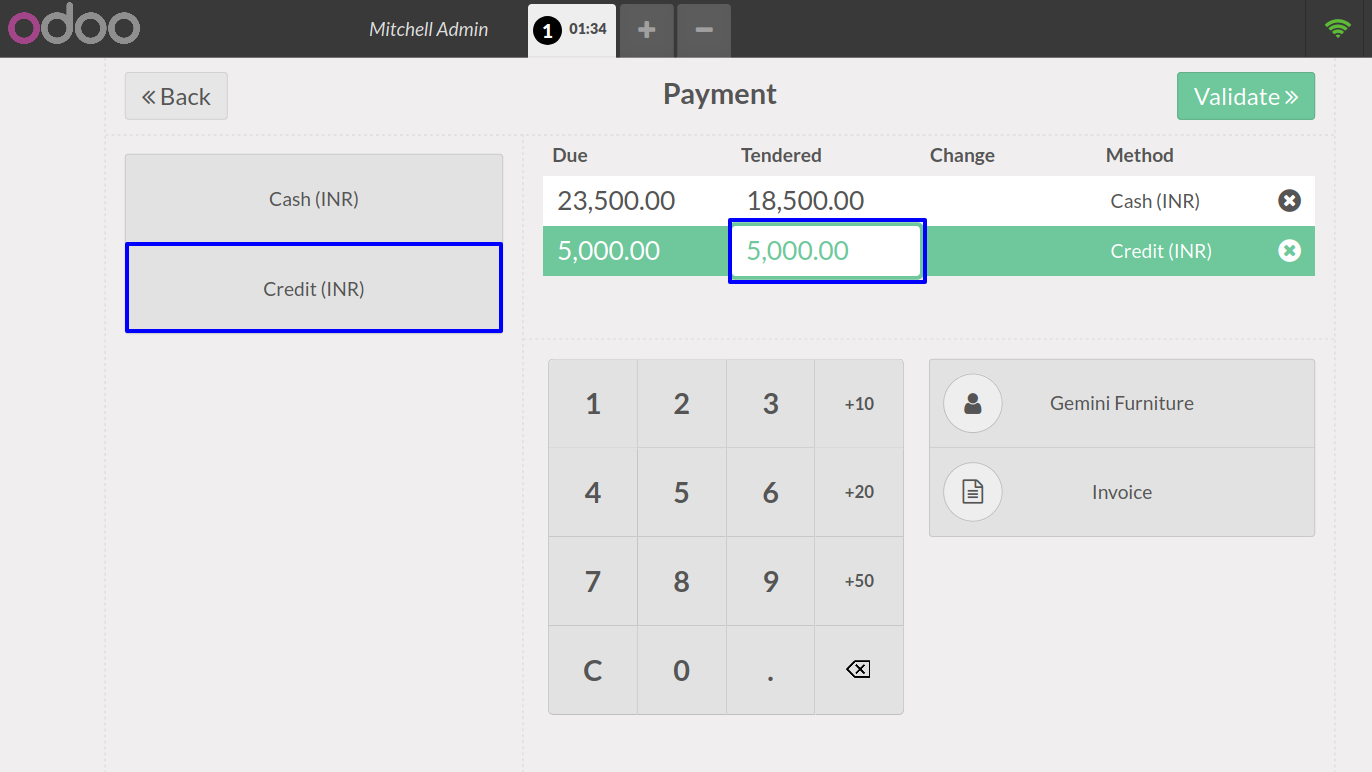 odoo Mitchell Admin 1 01:34
Back Payment Validate
Cash (INR)
Credit (INR)
Due Tendered Change Method
23,500.00 18,500.00 Cash (INR)
5,000.00 5,000.00 Credit (INR)
1 2 3 +10
4 5 6 +20
7 8 9 +50
C 0 .
Gemini Furniture
Invoice